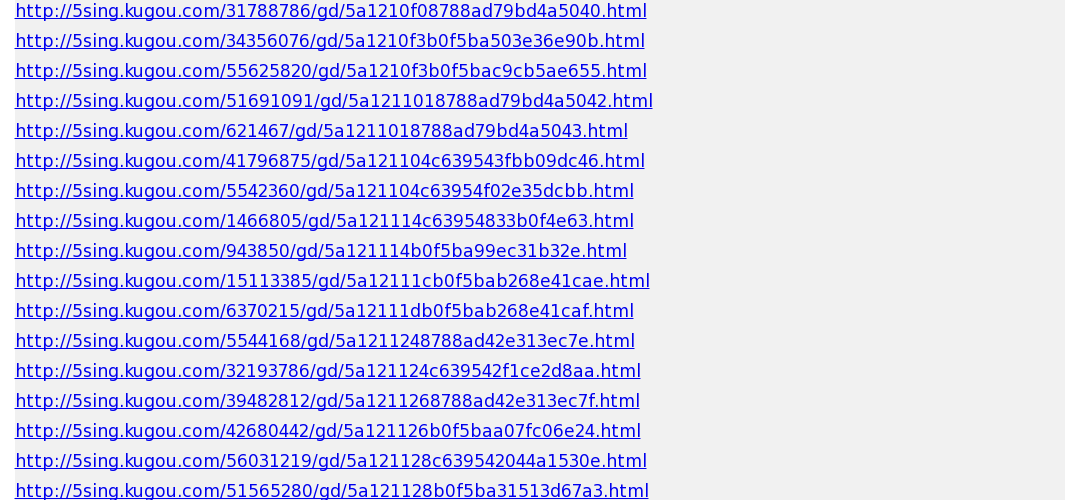 http://5sing.kugou.com/31788786/gd/5a1210f08788ad79bd4a5040.html
http://5sing.kugou.com/34356076/gd/5a1210f3b0f5ba503e36e90b.html
http://5sing.kugou.com/55625820/gd/5a1210f3b0f5bac9cb5ae655.html
http://5sing.kugou.com/51691091/gd/5a1211018788ad79bd4a5042.html
http://5sing.kugou.com/621467/gd/5a1211018788ad79bd4a5043.html
http://5sing.kugou.com/41796875/gd/5a121104c639543fbb09dc46.html
http://5sing.kugou.com/5542360/gd/5a121104c63954f02e35dcbb.html
http://5sing.kugou.com/1466805/gd/5a121114c63954833b0f4e63.html
http://5sing.kugou.com/943850/gd/5a121114b0f5ba99ec31b32e.html
http://5sing.kugou.com/15113385/gd/5a12111cb0f5bab268e41cae.html
http://5sing.kugou.com/6370215/gd/5a12111db0f5bab268e41caf.html
http://5sing.kugou.com/5544168/gd/5a1211248788ad42e313ec7e.html
http://5sing.kugou.com/32193786/gd/5a121124c639542f1ce2d8aa.html
http://5sing.kugou.com/39482812/gd/5a1211268788ad42e313ec7f.html
http://5sing.kugou.com/42680442/gd/5a121126b0f5baa07fc06e24.html
http://5sing.kugou.com/56031219/gd/5a121128c639542044a1530e.html
http://5sing.kugou.com/51565280/gd/5a121128b0f5ba31513d67a3.html